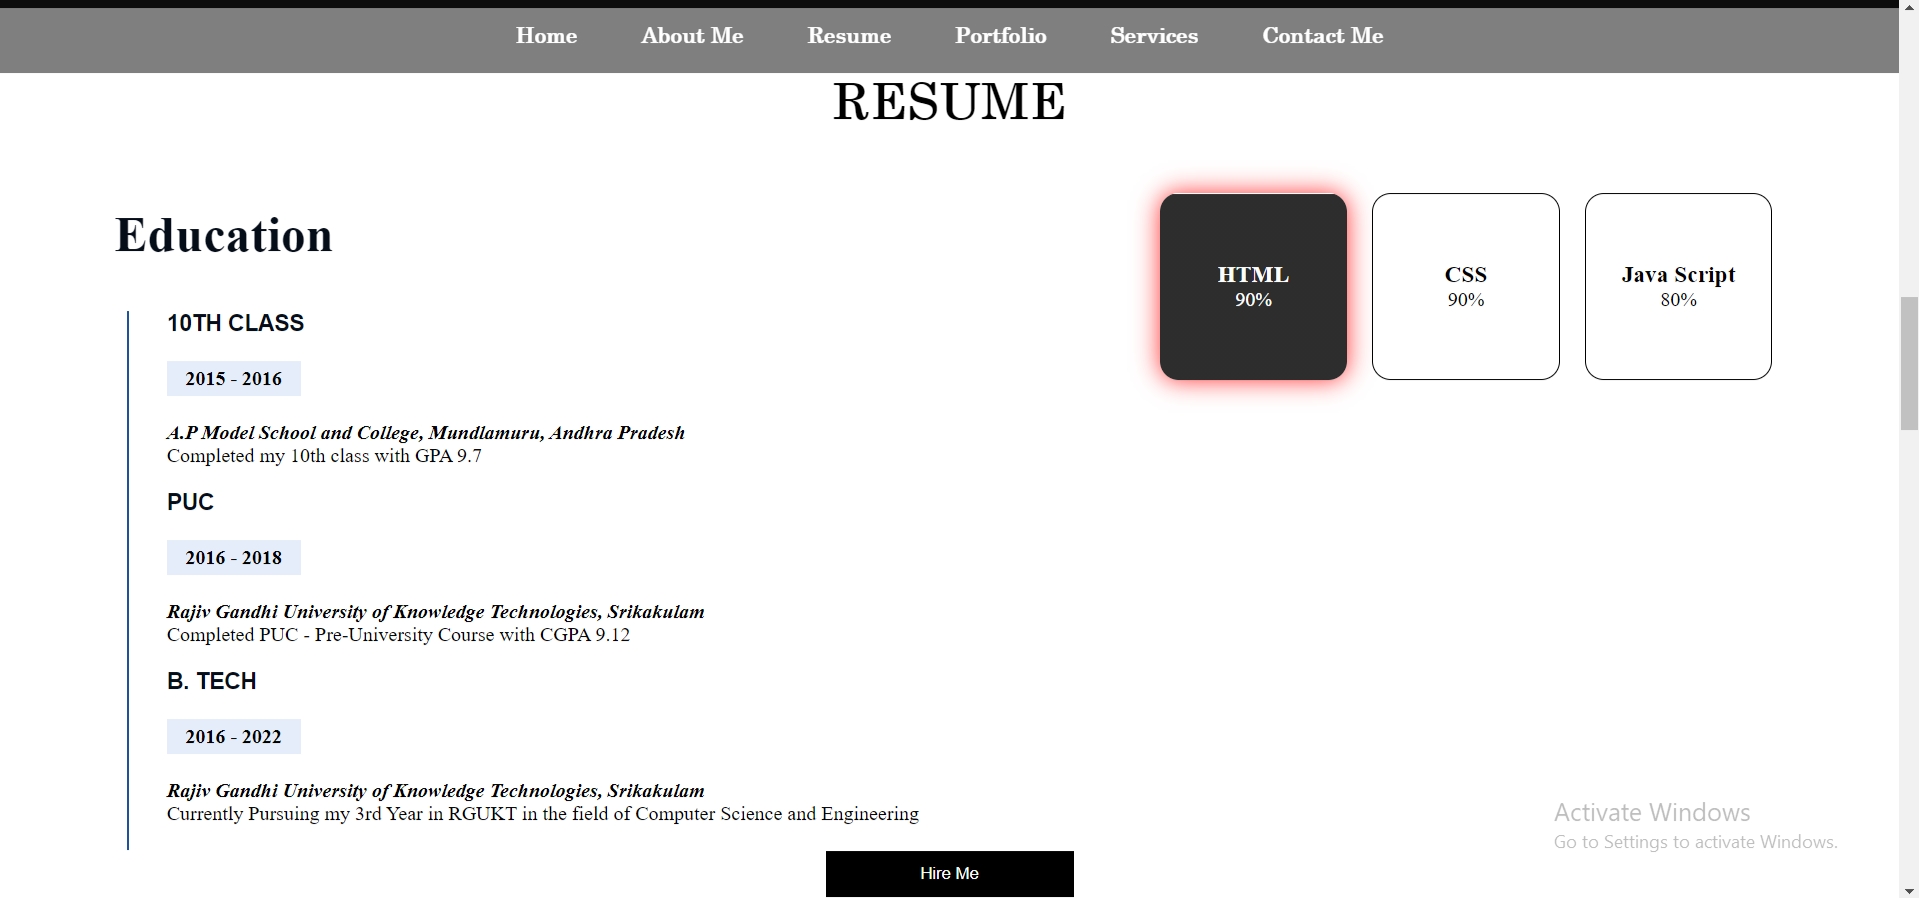 Home About Me Resume Portfolio Services Contact Me
RESUME
Education
10TH CLASS
2015 - 2016
A.P Model School and College, Mundlamuru, Andhra Pradesh
Completed my 10th class with GPA 9.7
PUC
2016 - 2018
Rajiv Gandhi University of Knowledge Technologies, Srikakulam
Completed PUC - Pre-University Course with CGPA 9.12
B. TECH
2016 - 2022
Rajiv Gandhi University of Knowledge Technologies, Srikakulam
Currently Pursuing my 3rd Year in RGUKT in the field of Computer Science and Engineering
HTML
90%
CSS
90%
Java Script
80%
Hire Me
Activate Windows
Go to Settings to activate Windows.